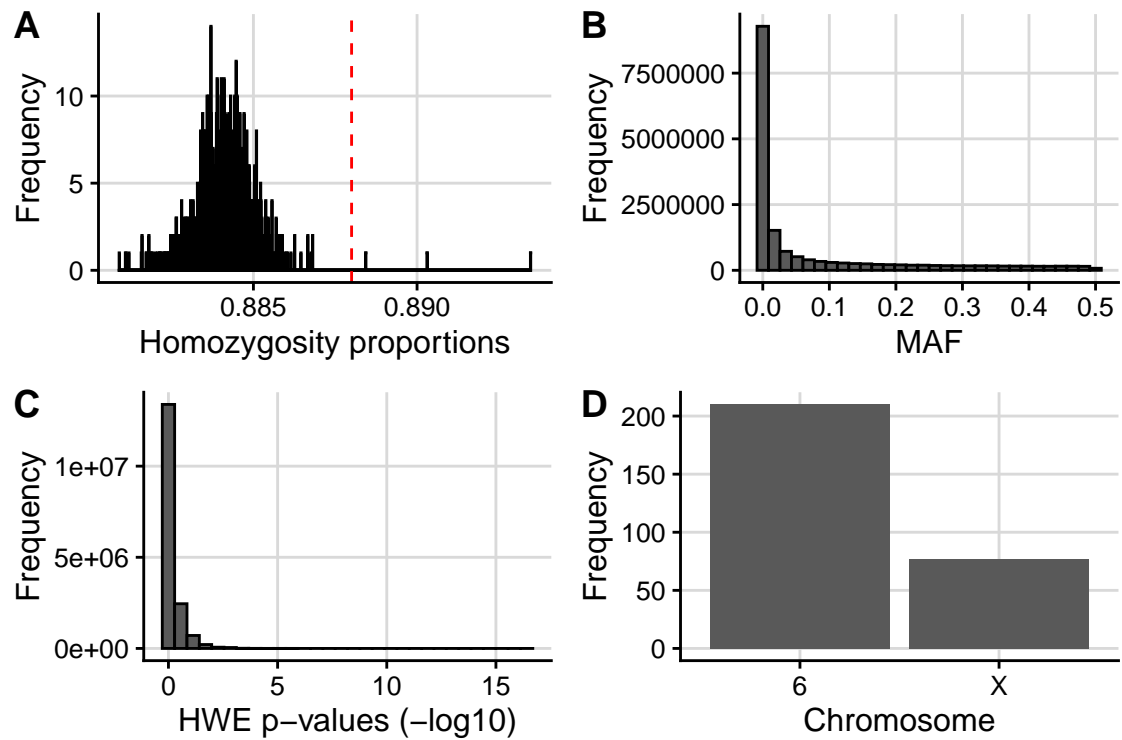 A
Frequency
10
5
0
0.885 0.890
Homozygosity proportions
B
Frequency
7500000
5000000
2500000
0
0.0 0.1 0.2 0.3 0.4 0.5
MAF
C
Frequency
1e+07
5e+06
0e+00
0 5 10 15
HWE p−values (−log10)
D
Frequency
200
150
100
50
0
6 X
Chromosome